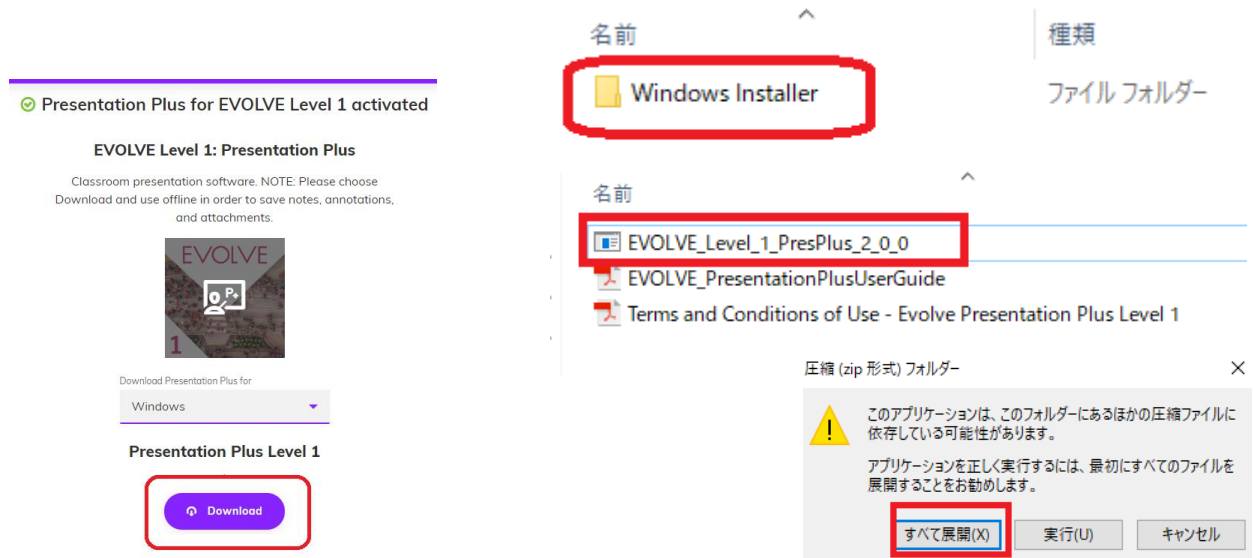 Presentation Plus for EVOLVE Level 1 activated
EVOLVE Level 1: Presentation Plus
Classroom presentation software. NOTE: Please choose
Download and use offline in order to save notes, annotations,
and attachments.
EVOLVE
P+
1
Download Presentation Plus for
Windows
Presentation Plus Level 1
Download
名前
種類
Windows Installer
ファイル フォルダー
名前
EVOLVE_Level_1_PresPlus_2_0_0
EVOLVE_PresentationPlusUserGuide
Terms and Conditions of Use - Evolve Presentation Plus Level 1
圧縮 (zip 形式) フォルダー
このアプリケーションは、このフォルダーにあるほかの圧縮ファイルに
依存している可能性があります。
アプリケーションを正しく実行するには、最初にすべてのファイルを
展開することをお勧めします。
すべて展開(X)
実行(U)
キャンセル